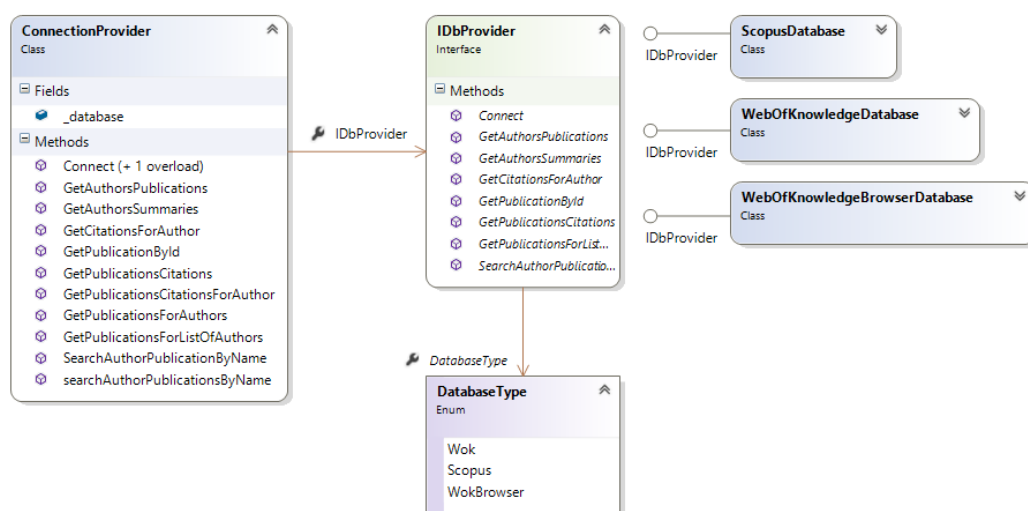 ConnectionProvider
Class
Fields
_database
Methods
Connect (+ 1 overload)
GetAuthorsPublications
GetAuthorsSummaries
GetCitationsForAuthor
GetPublicationById
GetPublicationsCitations
GetPublicationsCitationsForAuthor
GetPublicationsForAuthors
GetPublicationsForListOfAuthors
SearchAuthorPublicationByName
searchAuthorPublicationsByName
IDbProvider
IDbProvider
Interface
Methods
Connect
GetAuthorsPublications
GetAuthorsSummaries
GetCitationsForAuthor
GetPublicationById
GetPublicationsCitations
GetPublicationsForList...
SearchAuthorPublicatio...
DatabaseType
DatabaseType
Enum
Wok
Scopus
WokBrowser
IDbProvider
ScopusDatabase
Class
IDbProvider
WebOfKnowledgeDatabase
Class
IDbProvider
WebOfKnowledgeBrowserDatabase
Class